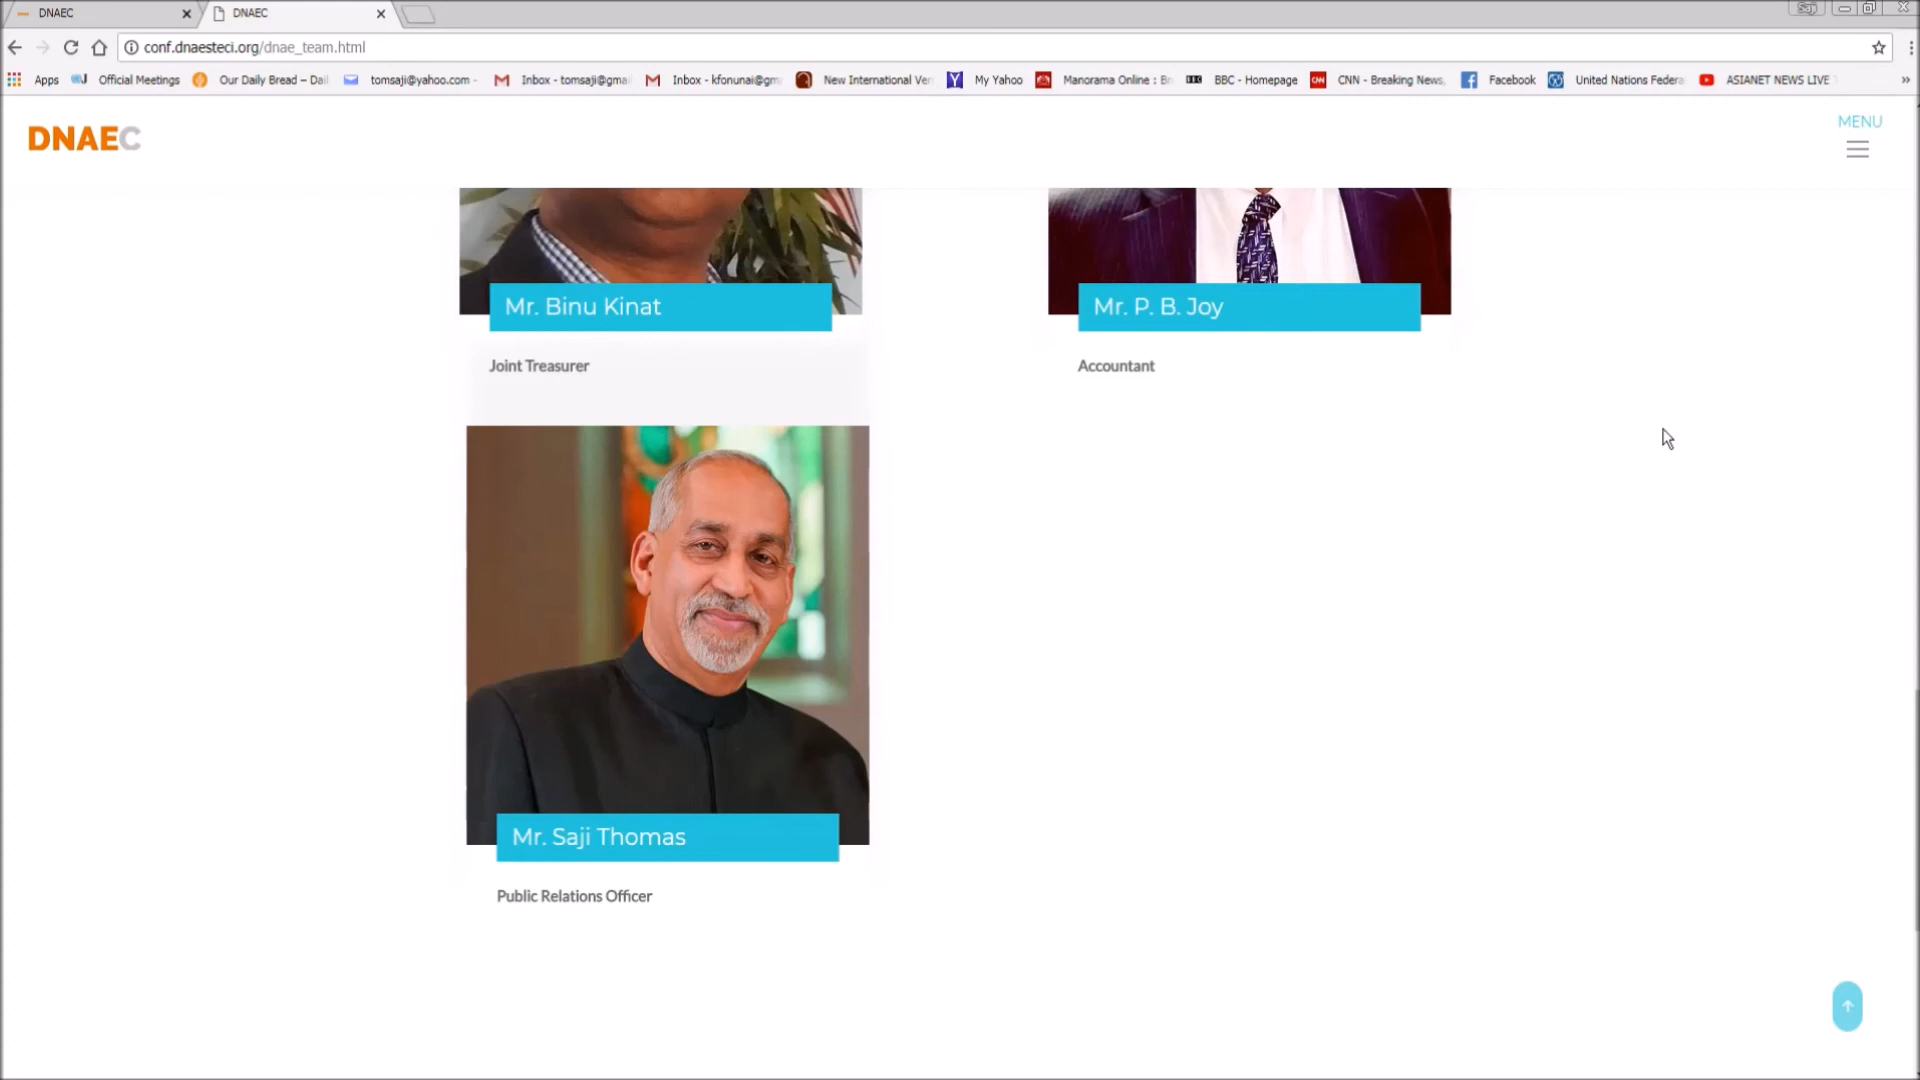 DNAEC
DNAEC
Saji
conf.dnaesteci.org/dnae_team.html
Apps
Official Meetings
Our Daily Bread – Dail
tomsaji@yahoo.com -
Inbox - tomsaji@gmai
Inbox - kfonunai@gm
New International Ver
My Yahoo
Manorama Online : Br
BBC - Homepage
CNN - Breaking News,
Facebook
United Nations Federa
ASIANET NEWS LIVE
»
DNAEC
MENU
Mr. Binu Kinat
Mr. P. B. Joy
Joint Treasurer
Accountant
Mr. Saji Thomas
Public Relations Officer